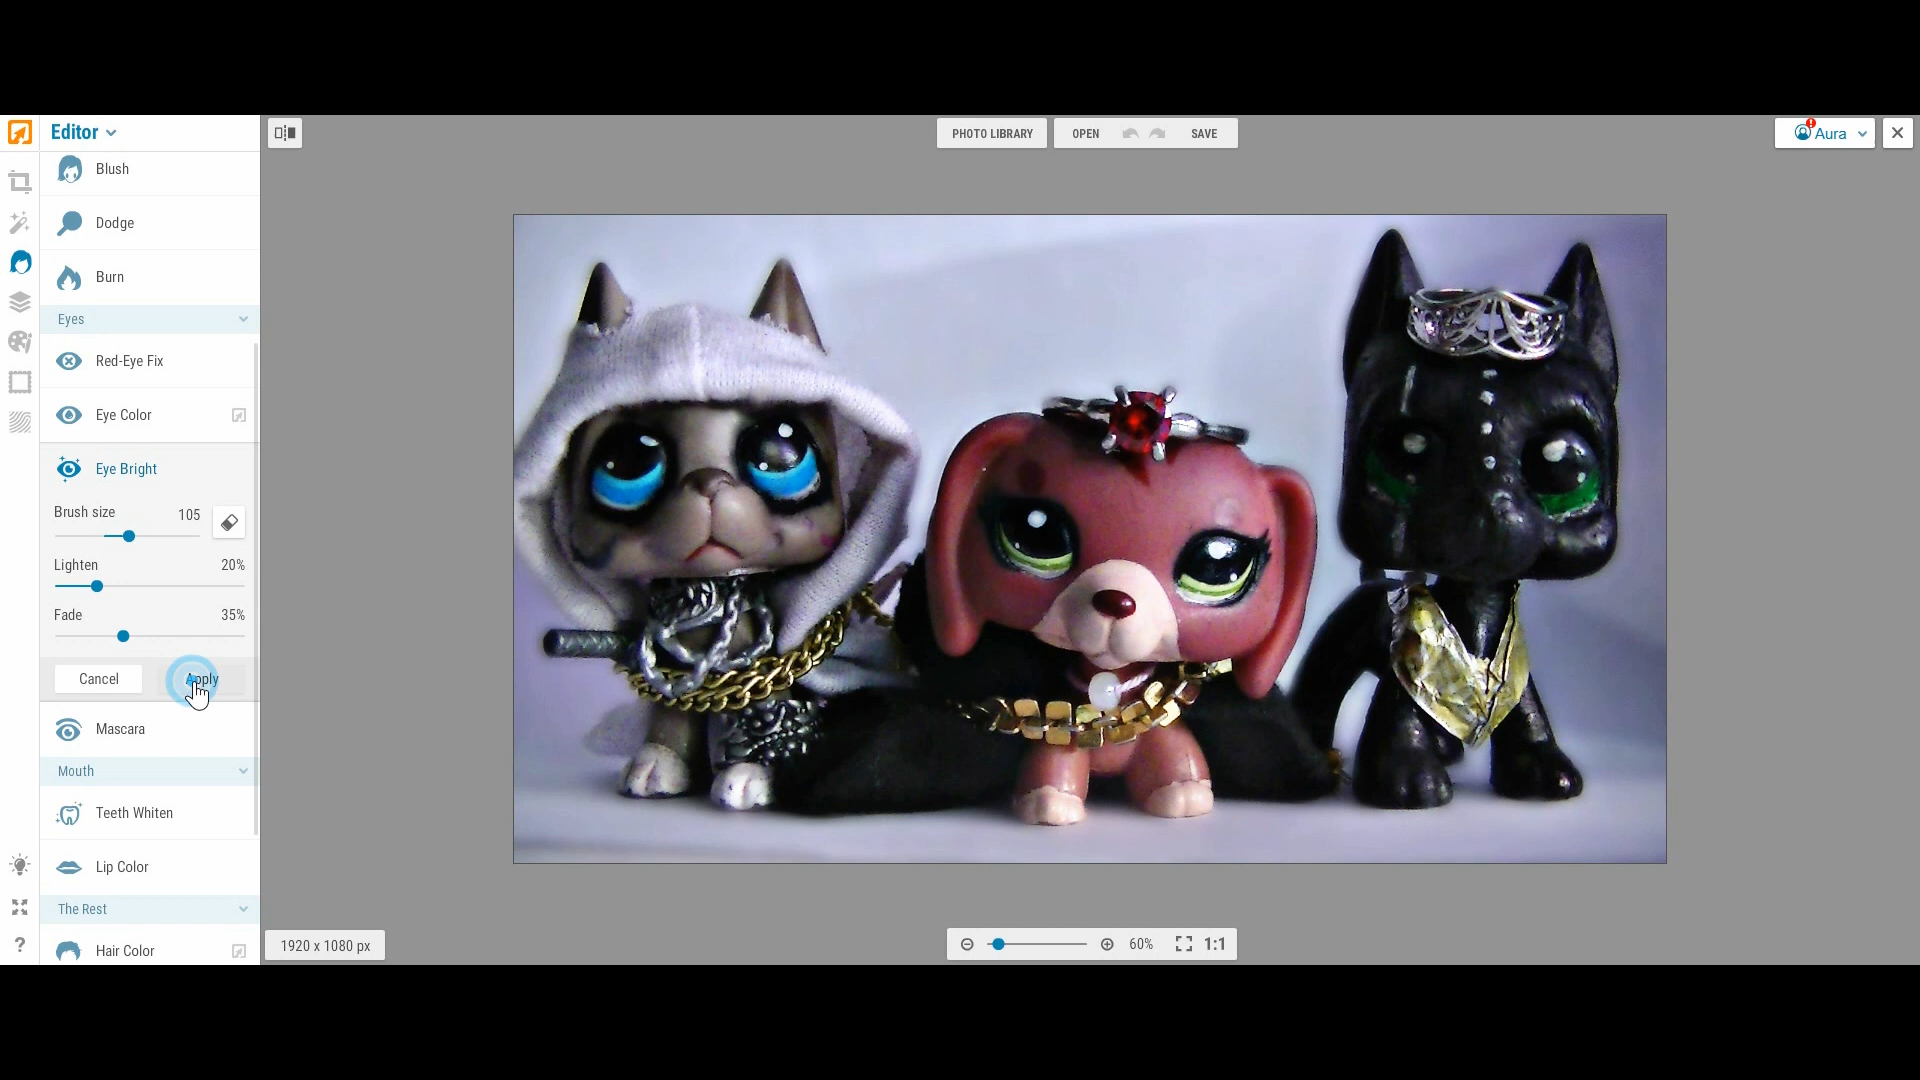 Editor
PHOTO LIBRARY
OPEN
SAVE
Aura
Blush
Dodge
Burn
Eyes
Red-Eye Fix
Eye Color
Eye Bright
Brush size 105
Lighten 20%
Fade 35%
Cancel
Apply
Mascara
Mouth
Teeth Whiten
Lip Color
The Rest
Hair Color
?
1920 x 1080 px
60%
1:1